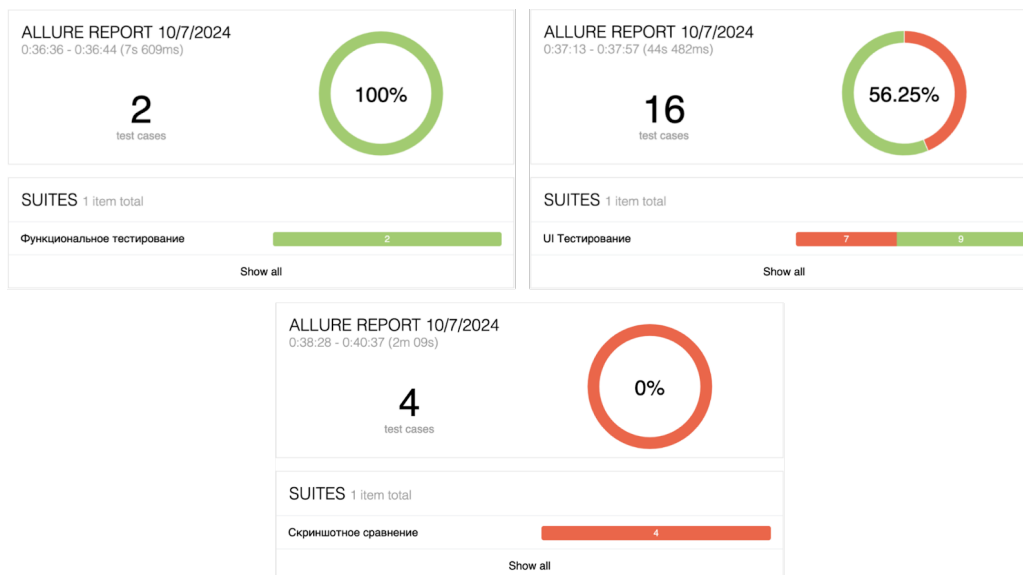 ALLURE REPORT 10/7/2024
0:36:36 - 0:36:44 (7s 609ms)
2
test cases
100%
SUITES 1 item total
Функциональное тестирование 2
Show all
ALLURE REPORT 10/7/2024
0:37:13 - 0:37:57 (44s 482ms)
16
test cases
56.25%
SUITES 1 item total
UI Тестирование 7 9
Show all
ALLURE REPORT 10/7/2024
0:38:28 - 0:40:37 (2m 09s)
4
test cases
0%
SUITES 1 item total
Скриншотное сравнение 4
Show all